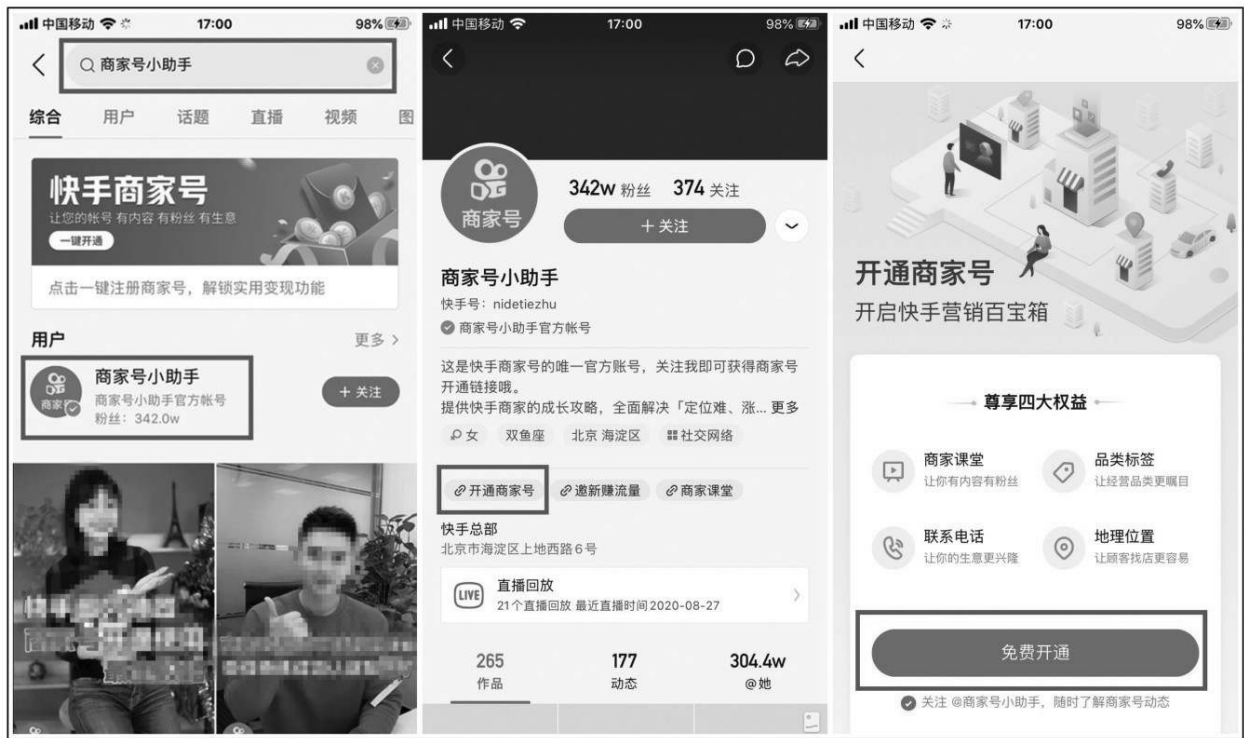 中国移动 17:00 98%
商家号小助手
综合 用户 话题 直播 视频 图
快手商家号
让您的帐号 有内容 有粉丝 有生意
一键开通
点击一键注册商家号，解锁实用变现功能
用户 更多 >
商家号小助手
商家号小助手官方帐号
粉丝：342.0w
+ 关注
中国移动 17:00 98%
商家号
342w 粉丝 374 关注
+ 关注
商家号小助手
快手号：nidetiezhu
商家号小助手官方帐号
这是快手商家号的唯一官方账号，关注我即可获得商家号
开通链接哦。
提供快手商家的成长攻略，全面解决「定位难、涨... 更多
女 双鱼座 北京 海淀区 社交网络
开通商家号 邀新赚流量 商家课堂
快手总部
北京市海淀区上地西路6号
LIVE 直播回放
21个直播回放 最近直播时间 2020-08-27
265 177 304.4w
作品 动态 @她
中国移动 17:00 98%
开通商家号
开启快手营销百宝箱
尊享四大权益
商家课堂 品类标签
让你有内容有粉丝 让经营品类更瞩目
联系电话 地理位置
让你的生意更兴隆 让顾客找店更容易
免费开通
关注 @商家号小助手，随时了解商家号动态